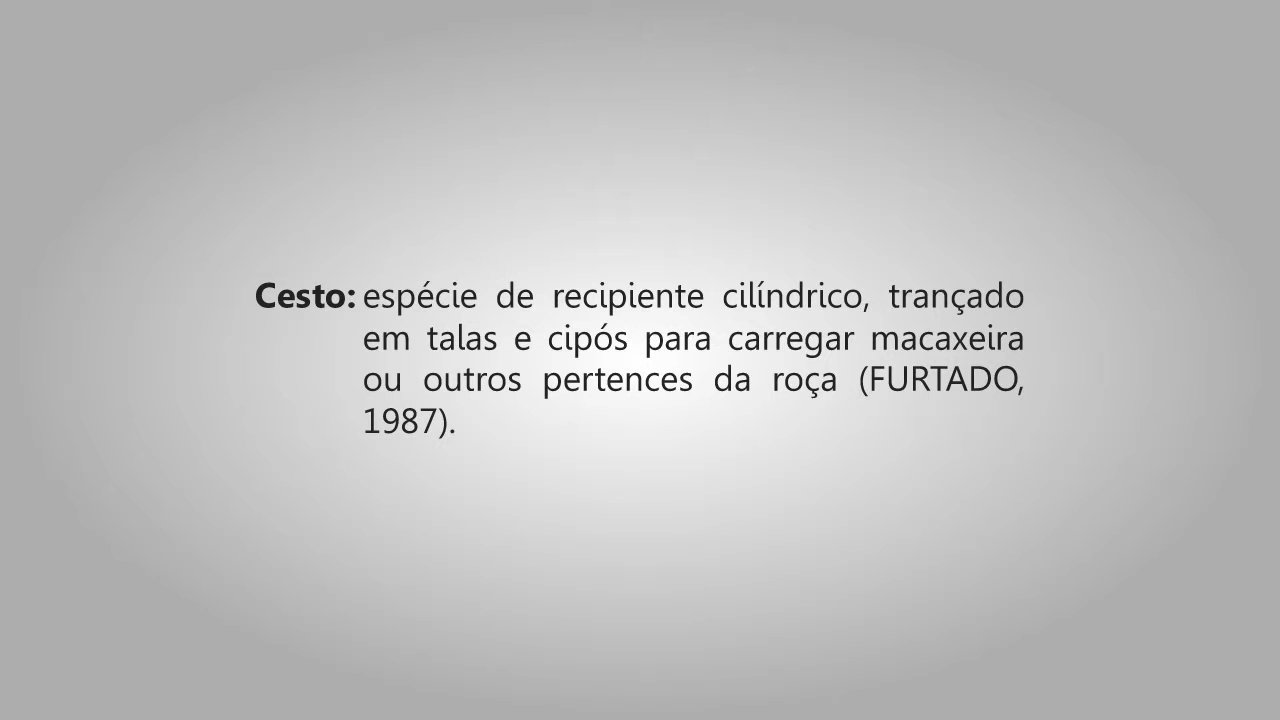 Cesto: espécie de recipiente cilíndrico, trançado
em talas e cipós para carregar macaxeira
ou outros pertences da roça (FURTADO,
1987).